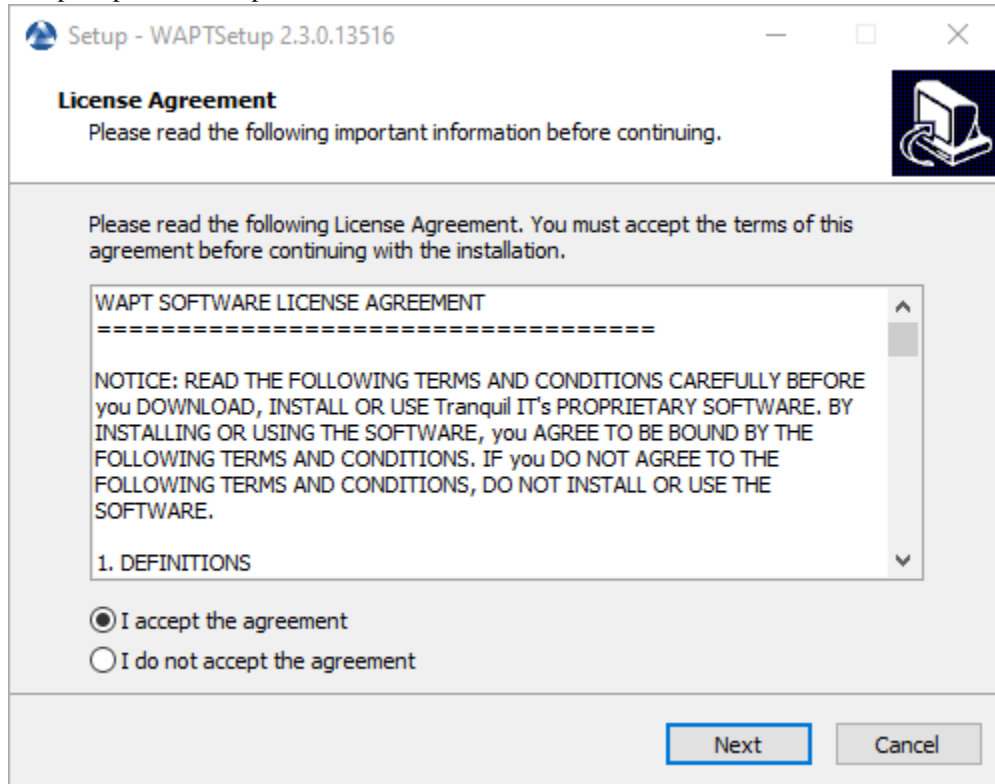 Setup - WAPTSetup 2.3.0.13516
License Agreement
Please read the following important information before continuing.
Please read the following License Agreement. You must accept the terms of this
agreement before continuing with the installation.
WAPT SOFTWARE LICENSE AGREEMENT
===================================
NOTICE: READ THE FOLLOWING TERMS AND CONDITIONS CAREFULLY BEFORE
you DOWNLOAD, INSTALL OR USE Tranquil IT's PROPRIETARY SOFTWARE. BY
INSTALLING OR USING THE SOFTWARE, you AGREE TO BE BOUND BY THE
FOLLOWING TERMS AND CONDITIONS. IF you DO NOT AGREE TO THE
FOLLOWING TERMS AND CONDITIONS, DO NOT INSTALL OR USE THE
SOFTWARE.
1. DEFINITIONS
I accept the agreement
I do not accept the agreement
Next Cancel